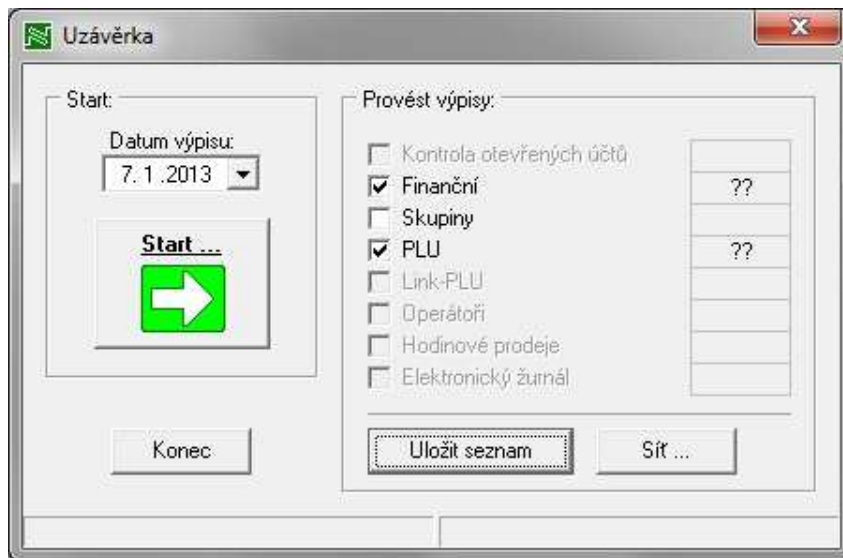 Uzávěrka
Start:
Datum výpisu:
7. 1 .2013
Start ...
Konec
Provést výpisy:
Kontrola otevřených účtů
Finanční ??
Skupiny
PLU ??
Link-PLU
Operátoři
Hodinové prodeje
Elektronický žurnál
Uložit seznam
Síť ...